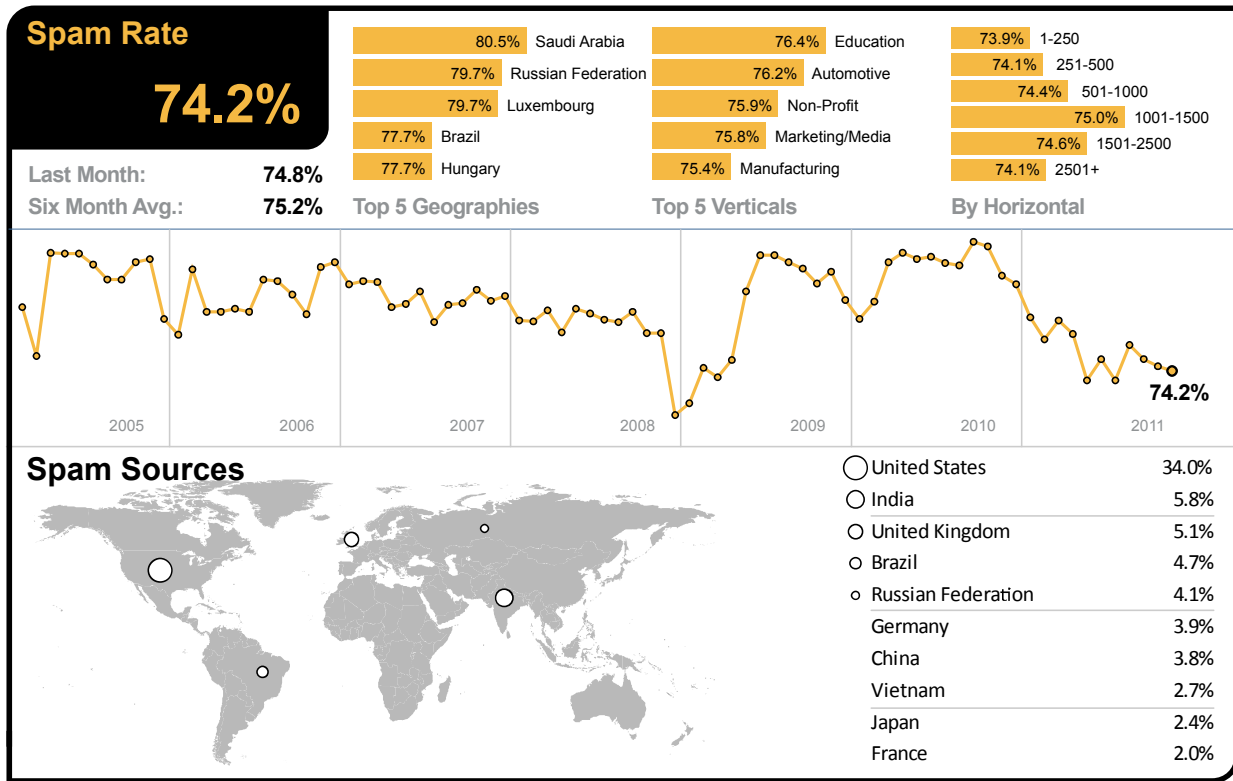 Spam Rate
74.2%
Last Month: 74.8%
Six Month Avg.: 75.2%
80.5% Saudi Arabia
79.7% Russian Federation
79.7% Luxembourg
77.7% Brazil
77.7% Hungary
Top 5 Geographies
76.4% Education
76.2% Automotive
75.9% Non-Profit
75.8% Marketing/Media
75.4% Manufacturing
Top 5 Verticals
73.9% 1-250
74.1% 251-500
74.4% 501-1000
75.0% 1001-1500
74.6% 1501-2500
74.1% 2501+
By Horizontal
74.2%
2005 2006 2007 2008 2009 2010 2011
Spam Sources
United States 34.0%
India 5.8%
United Kingdom 5.1%
Brazil 4.7%
Russian Federation 4.1%
Germany 3.9%
China 3.8%
Vietnam 2.7%
Japan 2.4%
France 2.0%